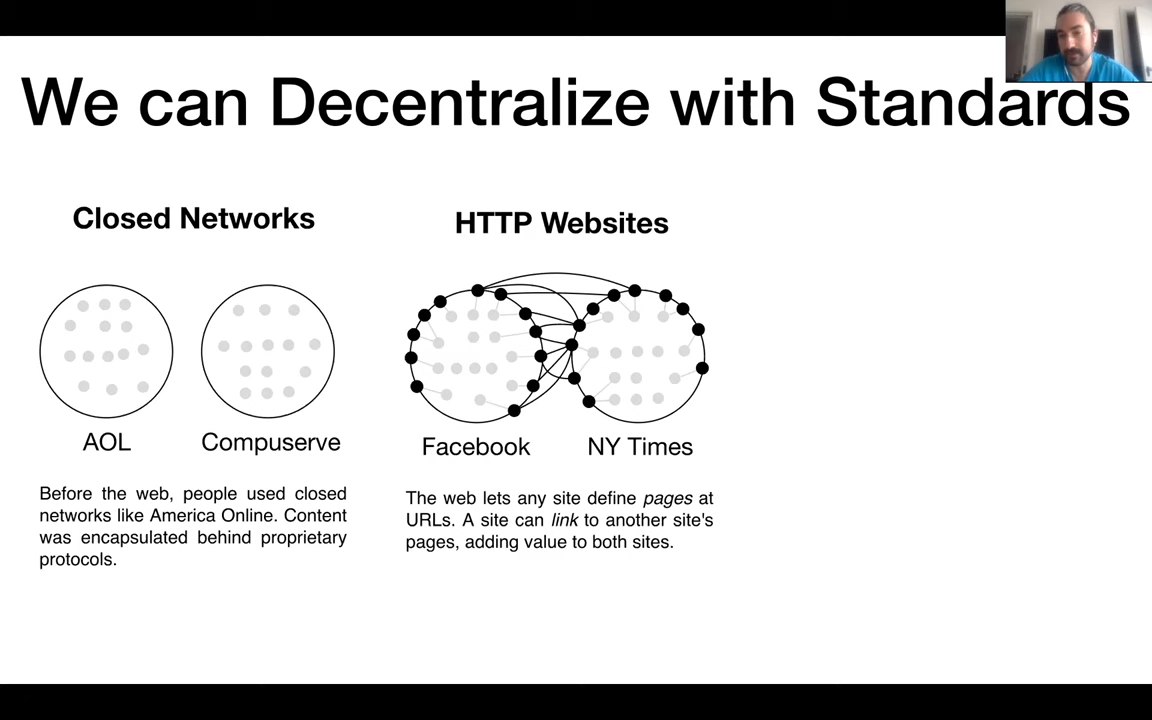 We can Decentralize with Standards
Closed Networks
AOL
Compuserve
Before the web, people used closed
networks like America Online. Content
was encapsulated behind proprietary
protocols.
HTTP Websites
Facebook
NY Times
The web lets any site define pages at
URLs. A site can link to another site's
pages, adding value to both sites.